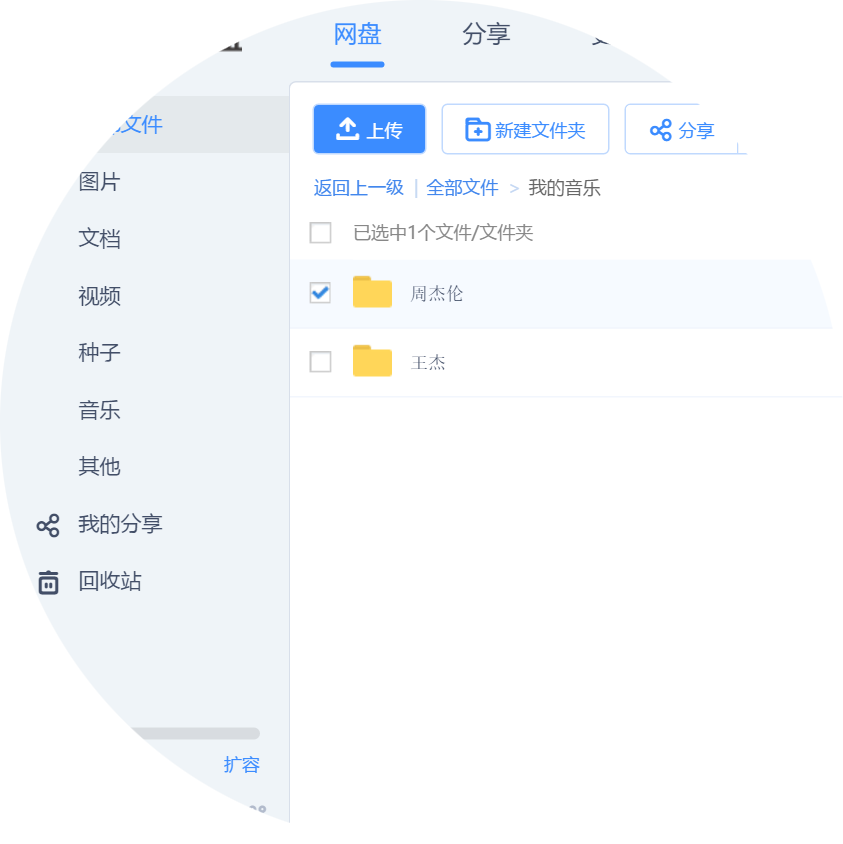 网盘 分享
文件
上传 新建文件夹 分享
图片
返回上一级 | 全部文件 > 我的音乐
文档
已选中1个文件/文件夹
视频
周杰伦
种子
王杰
音乐
其他
我的分享
回收站
扩容